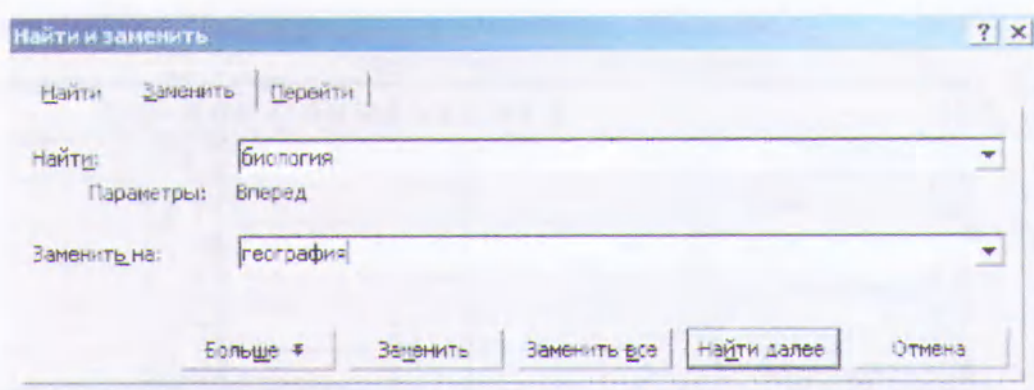 Найти и заменить
Найти Заменить Перейти
Найти: биология
Параметры: Вперед
Заменить на: география
Больше Заменить Заменить все Найти далее Отмена